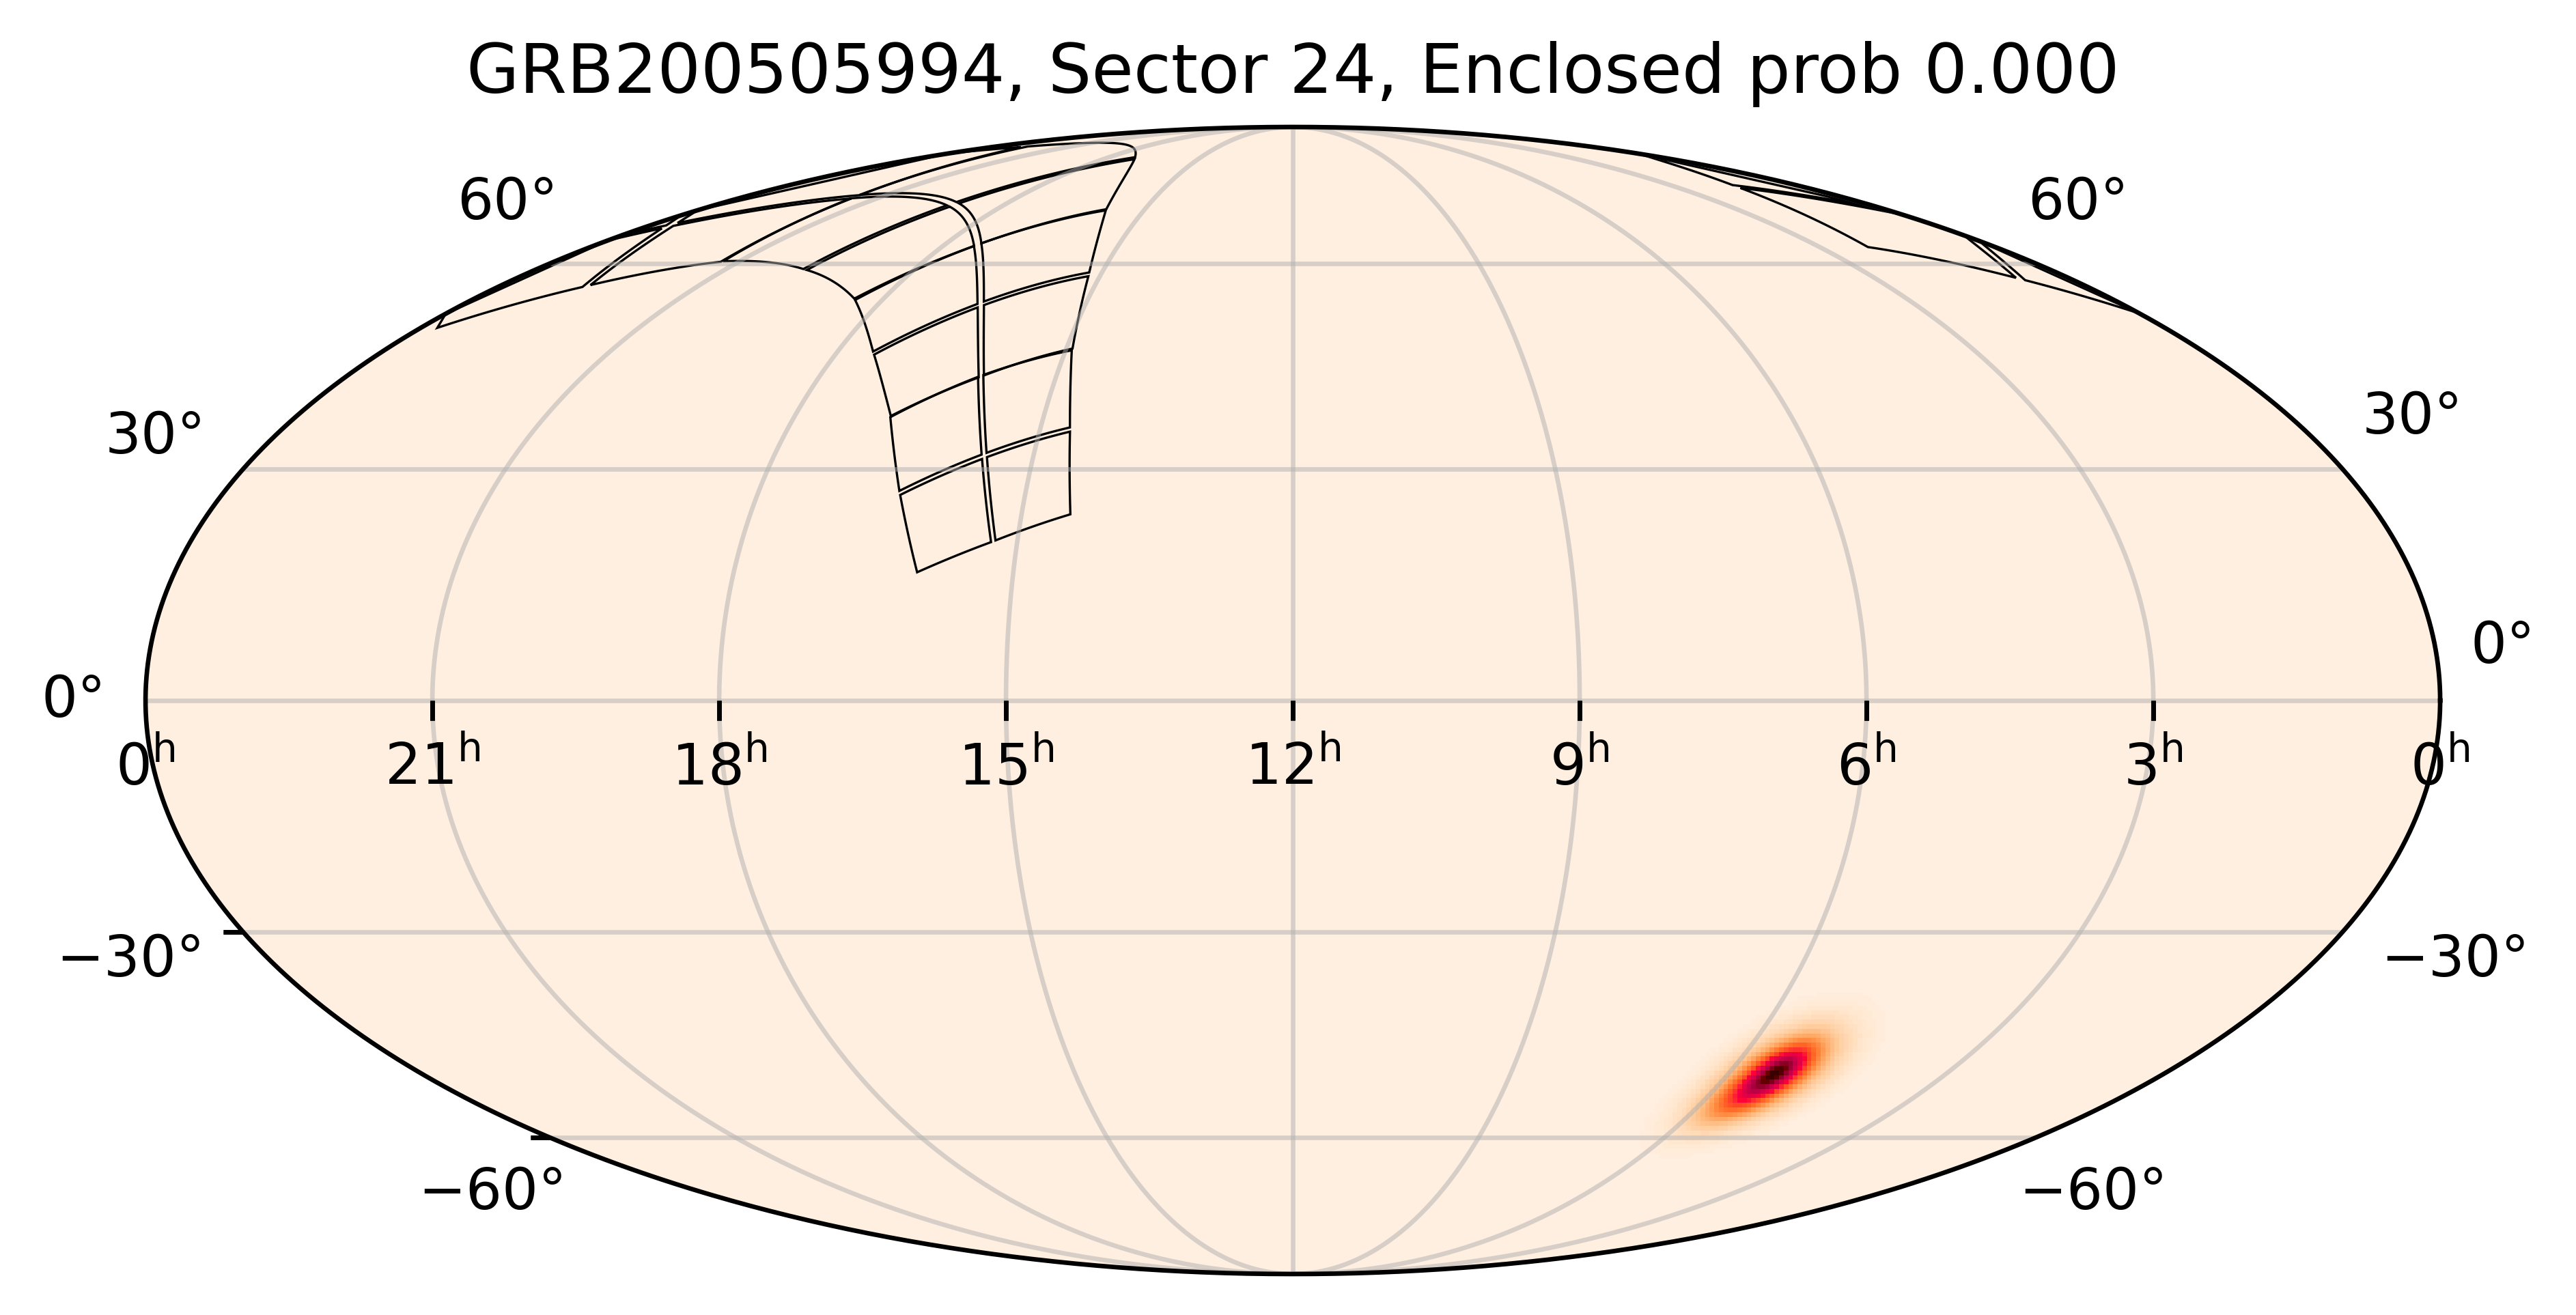 GRB200505994, Sector 24, Enclosed prob 0.000
60° 60°
30° 30°
0° 0°
0h 21h 18h 15h 12h 9h 6h 3h 0h
−30° −30°
−60° −60°